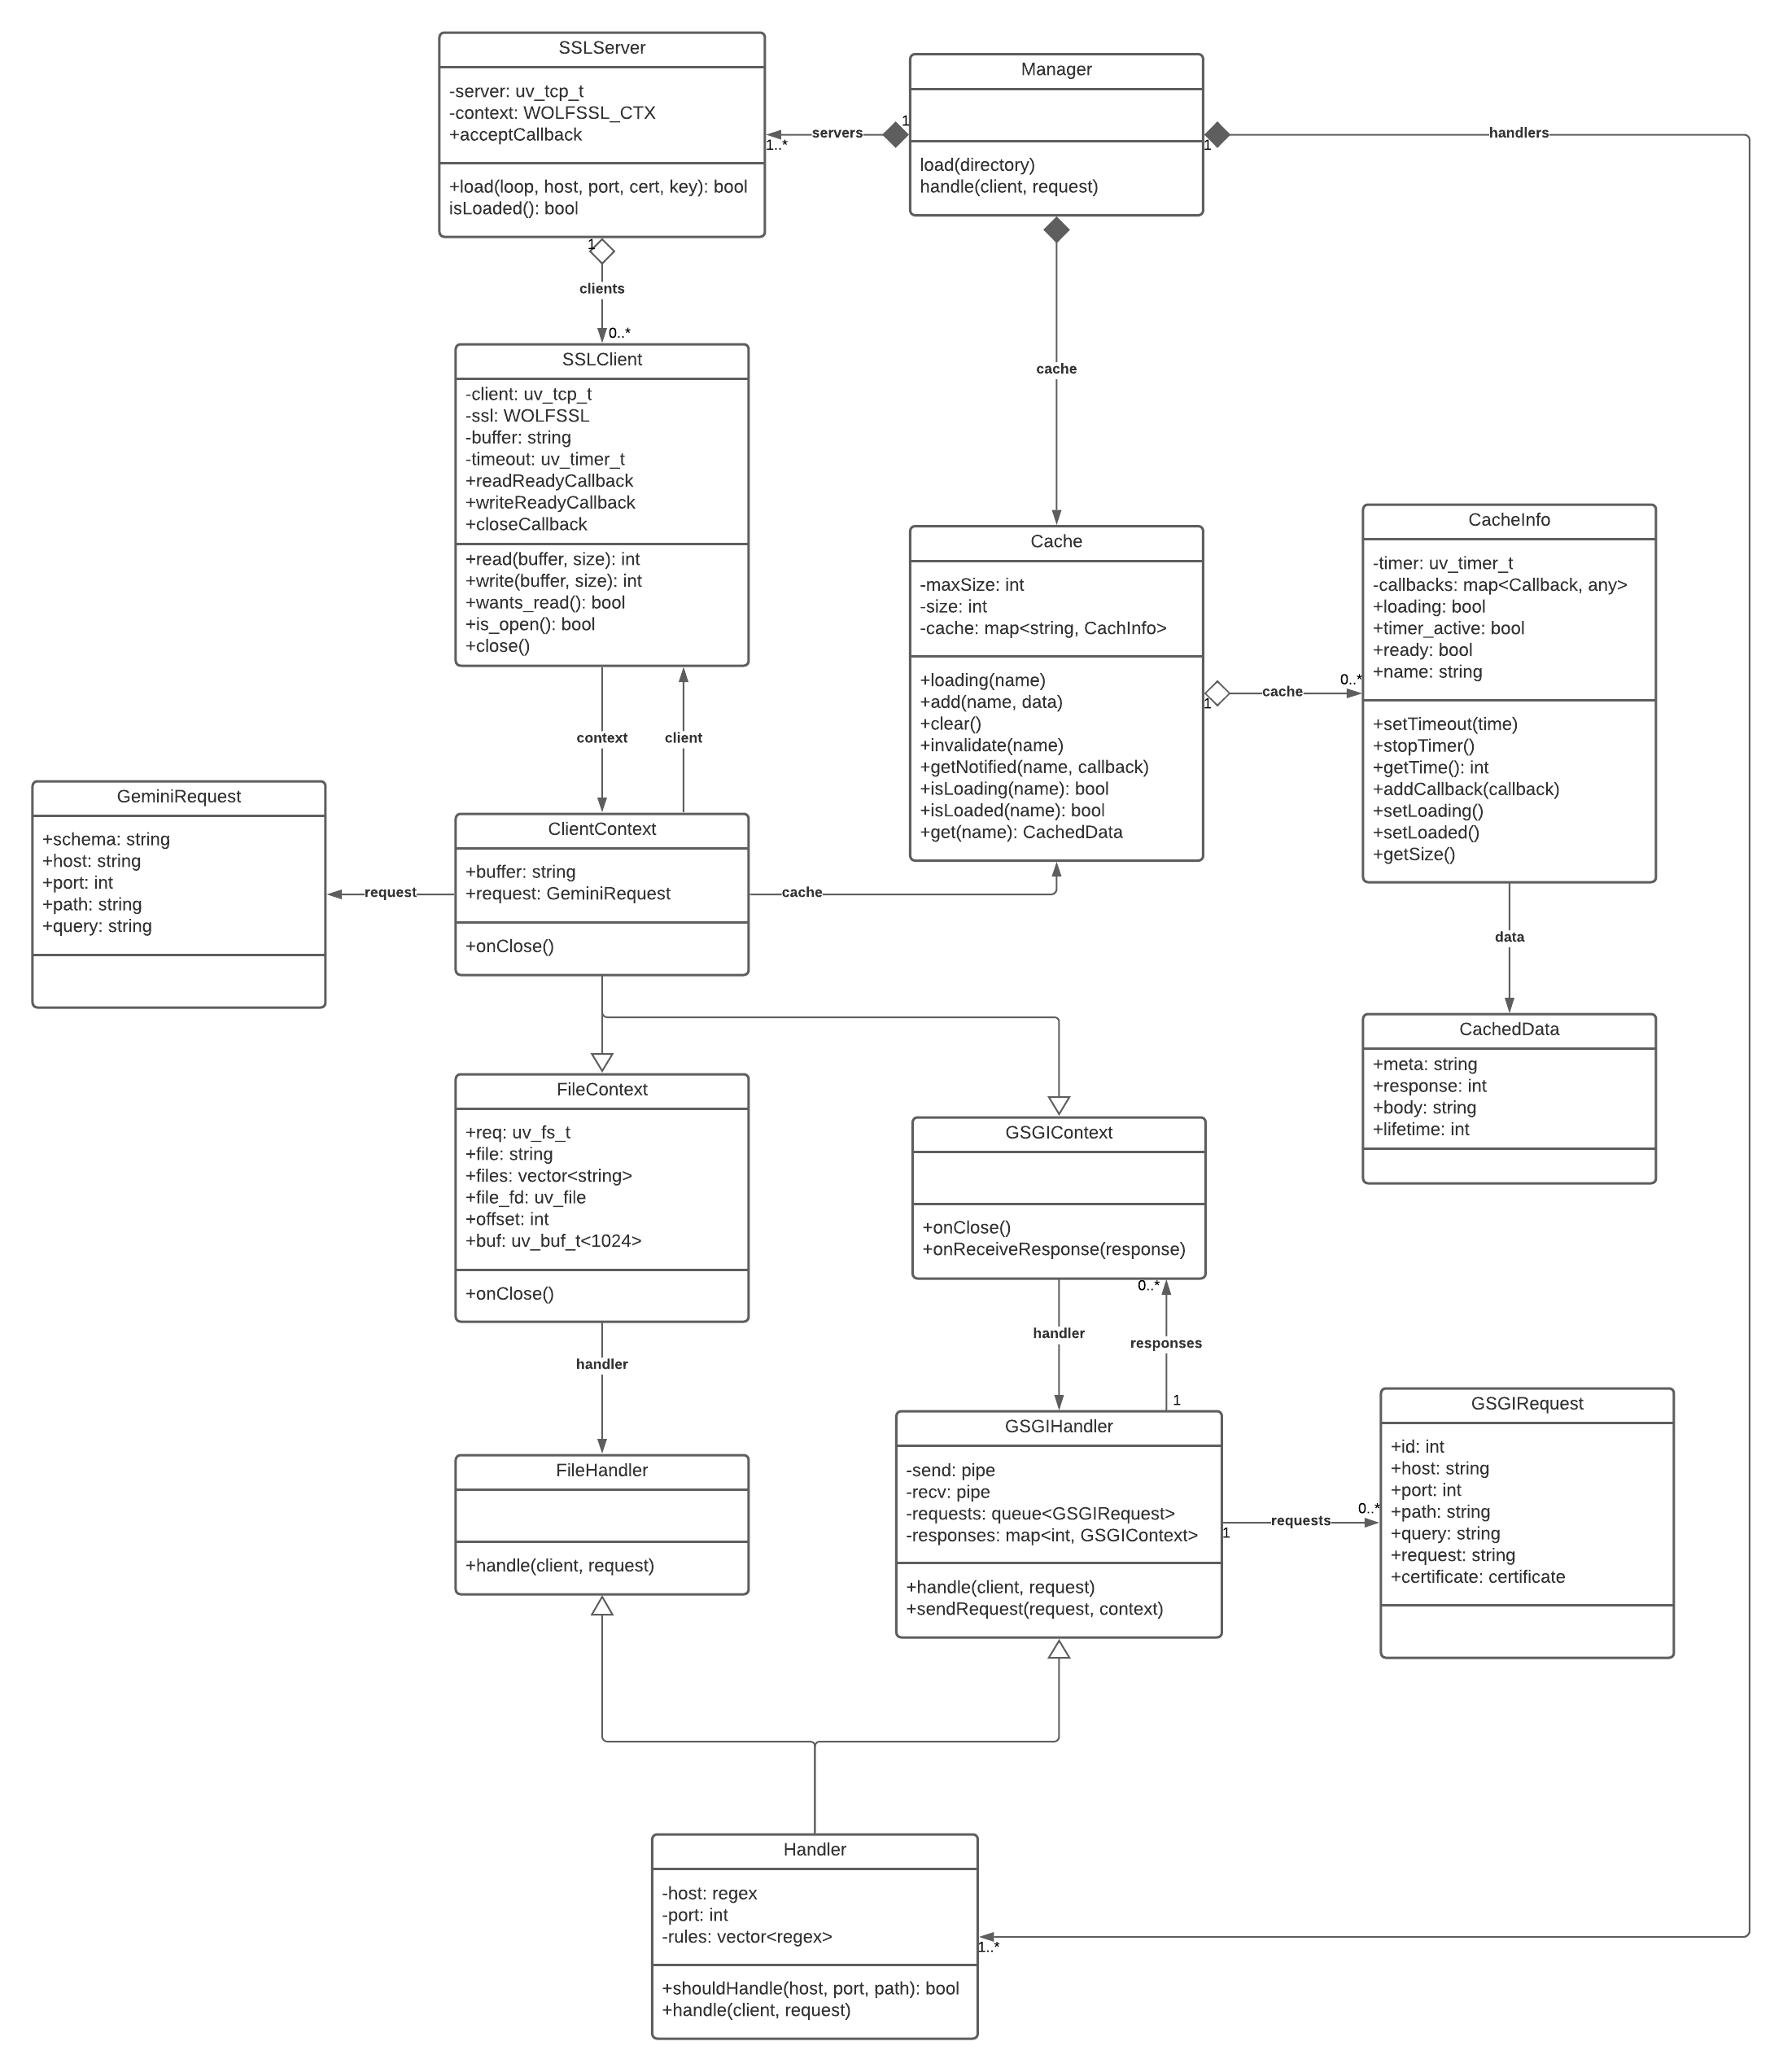 SSLServer
-server: uv_tcp_t
-context: WOLFSSL_CTX
+acceptCallback
+load(loop, host, port, cert, key): bool
isLoaded(): bool
Manager
load(directory)
handle(client, request)
1
servers
1..*
1
handlers
1
clients
0..*
cache
SSLClient
-client: uv_tcp_t
-ssl: WOLFSSL
-buffer: string
-timeout: uv_timer_t
+readReadyCallback
+writeReadyCallback
+closeCallback
+read(buffer, size): int
+write(buffer, size): int
+wants_read(): bool
+is_open(): bool
+close()
Cache
-maxSize: int
-size: int
-cache: map<string, CachInfo>
+loading(name)
+add(name, data)
+clear()
+invalidate(name)
+getNotified(name, callback)
+isLoading(name): bool
+isLoaded(name): bool
+get(name): CachedData
1
cache
0..*
CacheInfo
-timer: uv_timer_t
-callbacks: map<Callback, any>
+loading: bool
+timer_active: bool
+ready: bool
+name: string
+setTimeout(time)
+stopTimer()
+getTime(): int
+addCallback(callback)
+setLoading()
+setLoaded()
+getSize()
context
client
GeminiRequest
+schema: string
+host: string
+port: int
+path: string
+query: string
request
ClientContext
+buffer: string
+request: GeminiRequest
+onClose()
cache
data
CachedData
+meta: string
+response: int
+body: string
+lifetime: int
FileContext
+req: uv_fs_t
+file: string
+files: vector<string>
+file_fd: uv_file
+offset: int
+buf: uv_buf_t<1024>
+onClose()
GSGIContext
+onClose()
+onReceiveResponse(response)
0..*
handler
handler
responses
1
FileHandler
+handle(client, request)
GSGIHandler
-send: pipe
-recv: pipe
-requests: queue<GSGIRequest>
-responses: map<int, GSGIContext>
+handle(client, request)
+sendRequest(request, context)
1
requests
0..*
GSGIRequest
+id: int
+host: string
+port: int
+path: string
+query: string
+request: string
+certificate: certificate
Handler
-host: regex
-port: int
-rules: vector<regex>
+shouldHandle(host, port, path): bool
+handle(client, request)
1..*